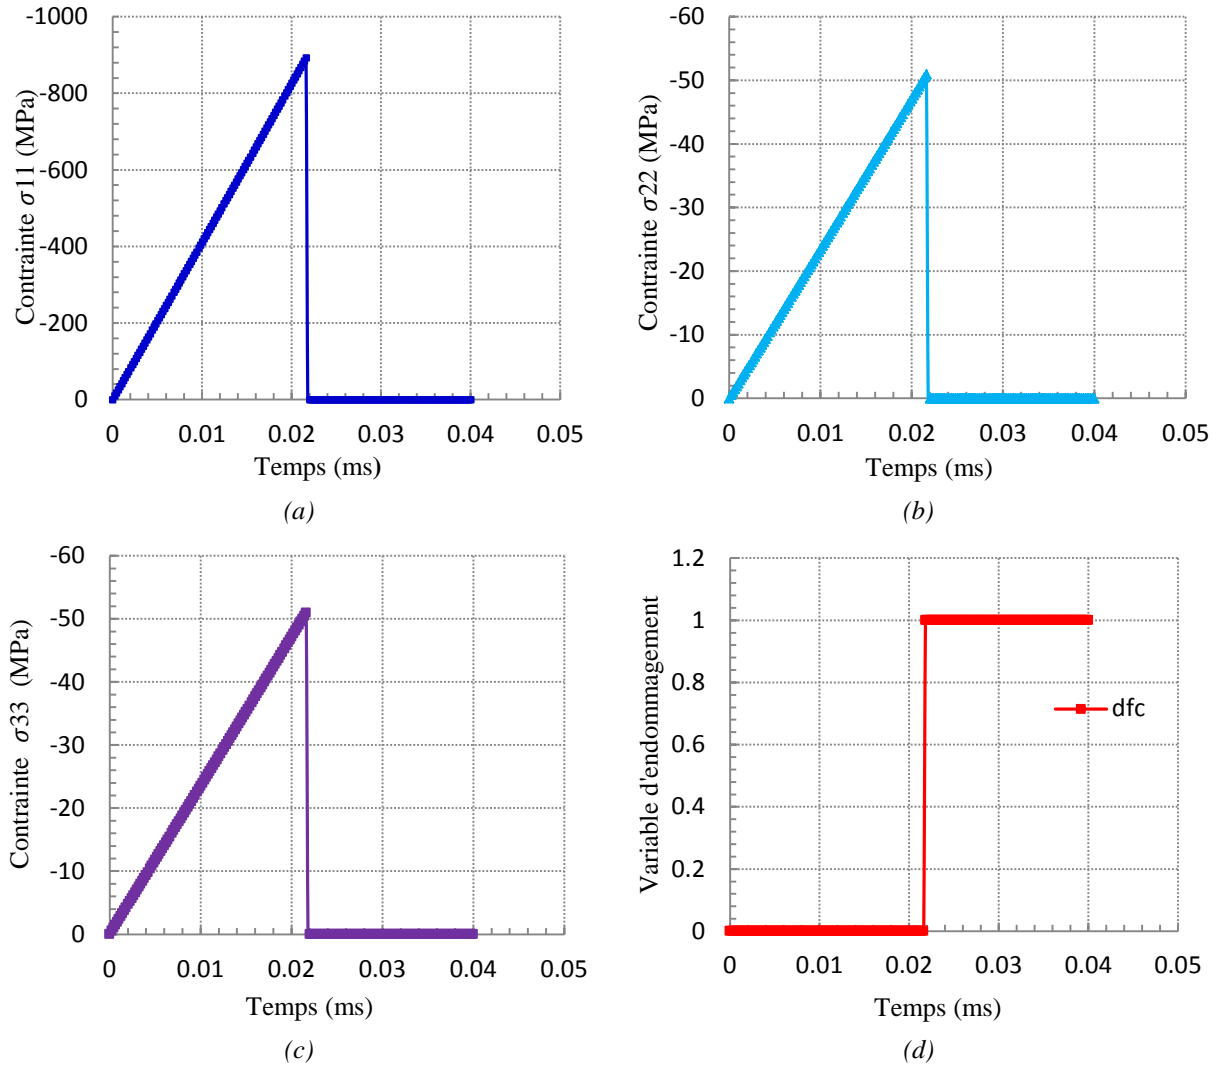 -1000
-800
-600
-400
-200
0
Contrainte σ11 (MPa)
0 0.01 0.02 0.03 0.04 0.05
Temps (ms)
(a)
-60
-50
-40
-30
-20
-10
0
Contrainte σ22 (MPa)
0 0.01 0.02 0.03 0.04 0.05
Temps (ms)
(b)
-60
-50
-40
-30
-20
-10
0
Contrainte σ33 (MPa)
0 0.01 0.02 0.03 0.04 0.05
Temps (ms)
(c)
1.2
1
0.8
0.6
0.4
0.2
0
Variable d'endommagement
dfc
0 0.01 0.02 0.03 0.04 0.05
Temps (ms)
(d)